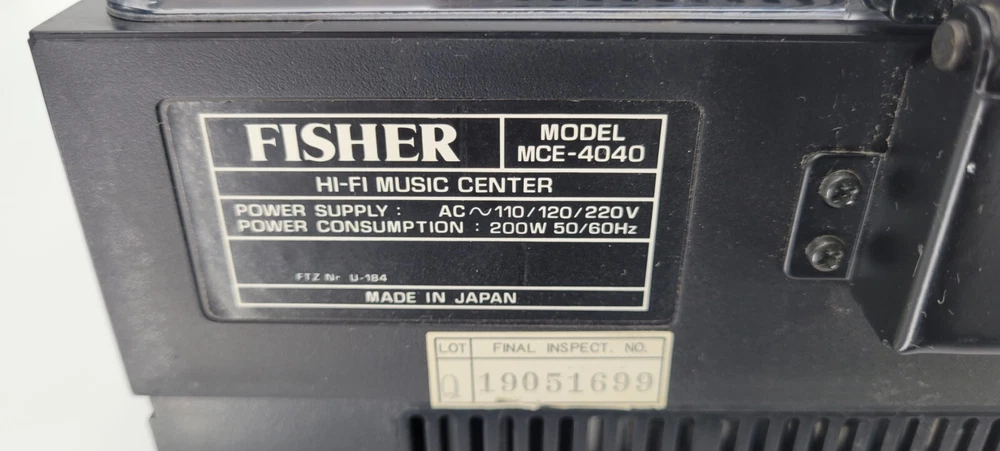 FISHER
MODEL
MCE-4040
HI-FI MUSIC CENTER
POWER SUPPLY : AC ~ 110/120/220V
POWER CONSUMPTION : 200W 50/60Hz
FTZ Nr U-184
MADE IN JAPAN
LOT FINAL INSPECT. NO.
19051699